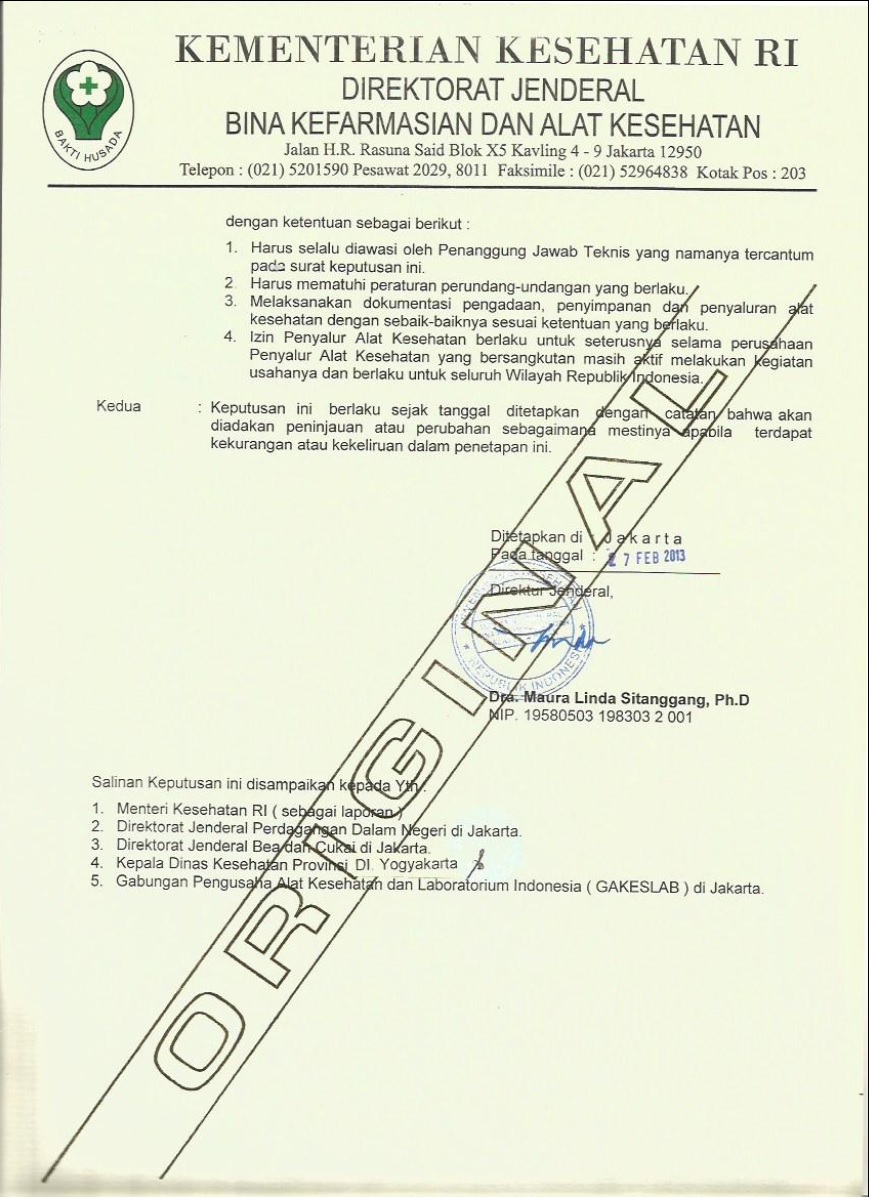 KEMENTERIAN KESEHATAN RI
DIREKTORAT JENDERAL
BINA KEFARMASIAN DAN ALAT KESEHATAN
Jalan H.R. Rasuna Said Blok X5 Kavling 4 - 9 Jakarta 12950
Telepon : (021) 5201590 Pesawat 2029, 8011 Faksimile : (021) 52964838 Kotak Pos : 203
BAKTI HUSADA
dengan ketentuan sebagai berikut :
1. Harus selalu diawasi oleh Penanggung Jawab Teknis yang namanya tercantum
pada surat keputusan ini.
2. Harus mematuhi peraturan perundang-undangan yang berlaku.
3. Melaksanakan dokumentasi pengadaan, penyimpanan dan penyaluran alat
kesehatan dengan sebaik-baiknya sesuai ketentuan yang berlaku.
4. Izin Penyalur Alat Kesehatan berlaku untuk seterusnya selama perusahaan
Penyalur Alat Kesehatan yang bersangkutan masih aktif melakukan kegiatan
usahanya dan berlaku untuk seluruh Wilayah Republik Indonesia.
Kedua : Keputusan ini berlaku sejak tanggal ditetapkan dengan catatan bahwa akan
diadakan peninjauan atau perubahan sebagaimana mestinya apabila terdapat
kekurangan atau kekeliruan dalam penetapan ini.
Ditetapkan di : Jakarta
Pada tanggal : 27 FEB 2013
Direktur Jenderal,
REPUBLIK INDONESIA
Dra. Maura Linda Sitanggang, Ph.D
NIP. 19580503 198303 2 001
Salinan Keputusan ini disampaikan kepada Yth :
1. Menteri Kesehatan RI ( sebagai laporan )
2. Direktorat Jenderal Perdagangan Dalam Negeri di Jakarta.
3. Direktorat Jenderal Bea dan Cukai di Jakarta.
4. Kepala Dinas Kesehatan Provinsi DI. Yogyakarta
5. Gabungan Pengusaha Alat Kesehatan dan Laboratorium Indonesia ( GAKESLAB ) di Jakarta.
ORIGINAL